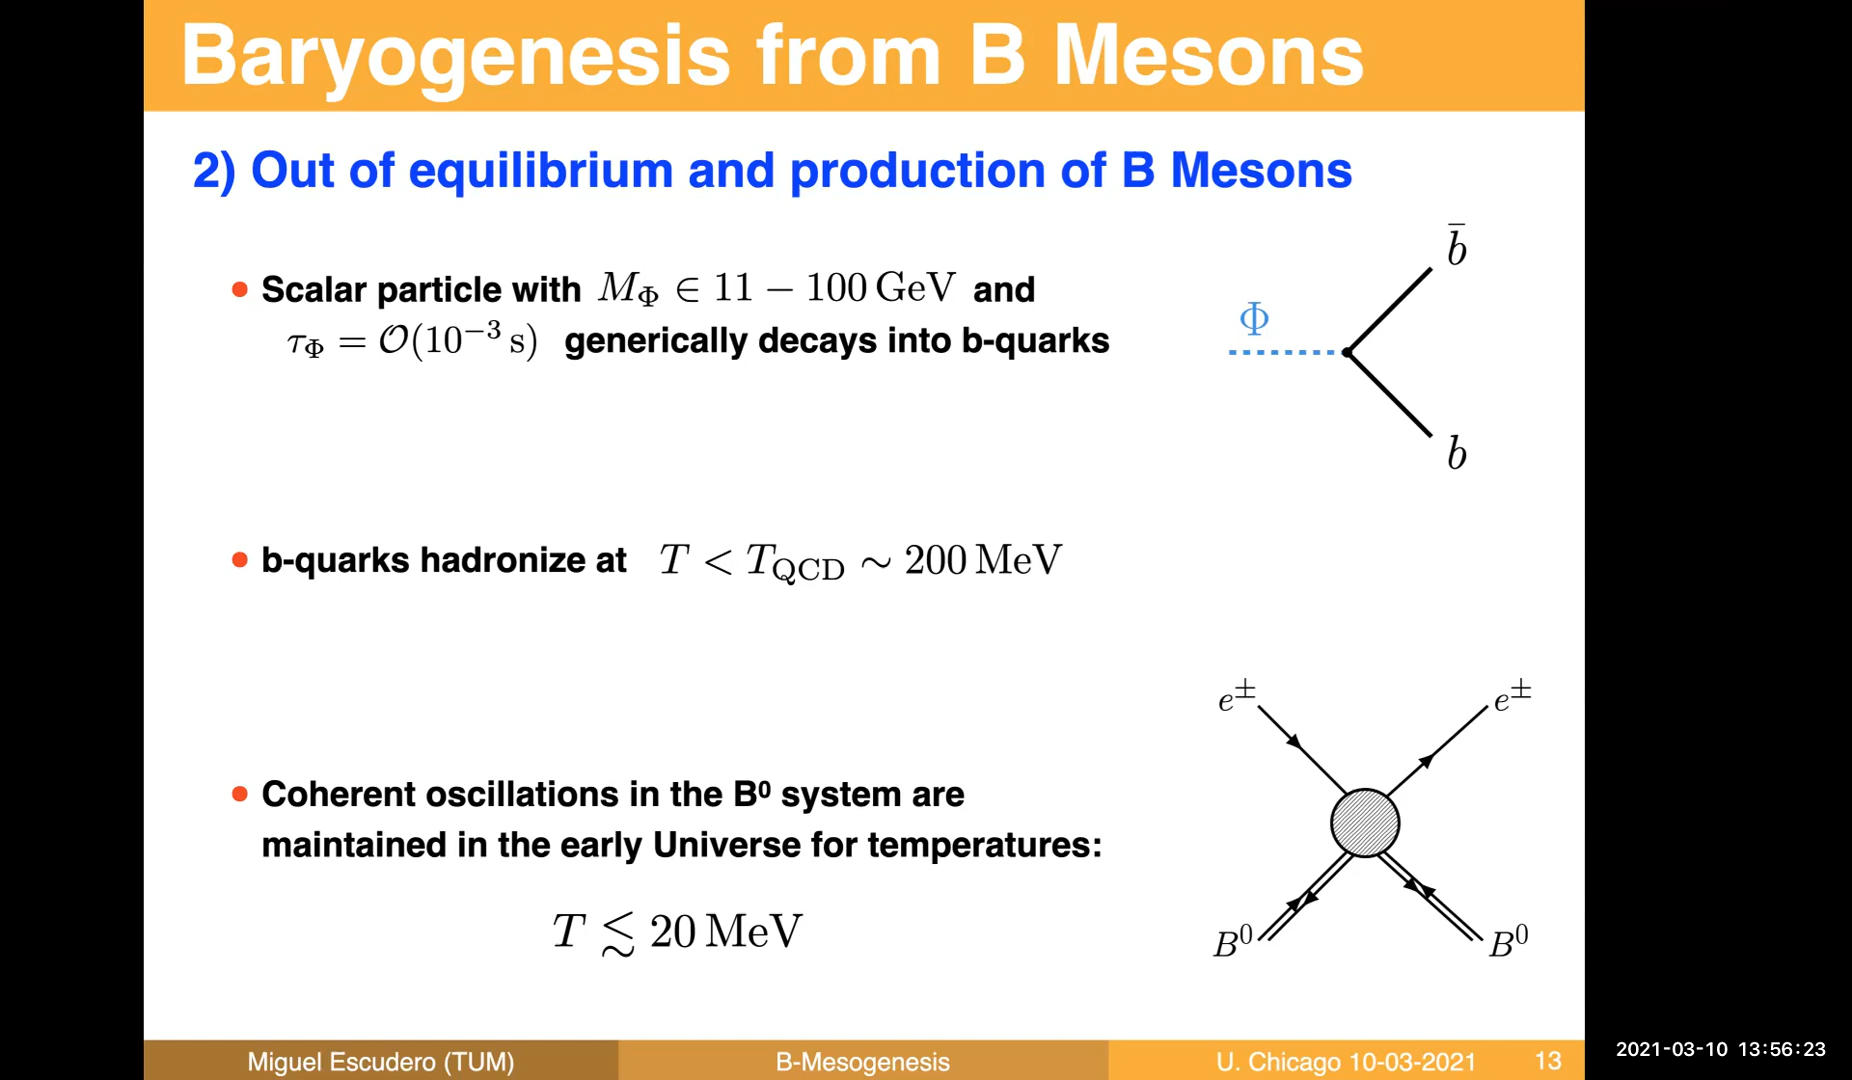 Baryogenesis from B Mesons
2) Out of equilibrium and production of B Mesons
• Scalar particle with M_Φ ∈ 11 − 100 GeV and
τ_Φ = 𝒪(10⁻³ s) generically decays into b-quarks
Φ
b̄
b
• b-quarks hadronize at T < T_QCD ∼ 200 MeV
• Coherent oscillations in the B⁰ system are
maintained in the early Universe for temperatures:
T ≲ 20 MeV
e^± e^±
B⁰ B⁰
Miguel Escudero (TUM) B-Mesogenesis U. Chicago 10-03-2021 13
2021-03-10 13:56:23